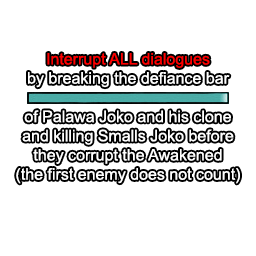 Interrupt ALL dialogues
by breaking the defiance bar
of Palawa Joko and his clone
and killing Smalls Joko before
they corrupt the Awakened
(the first enemy does not count)